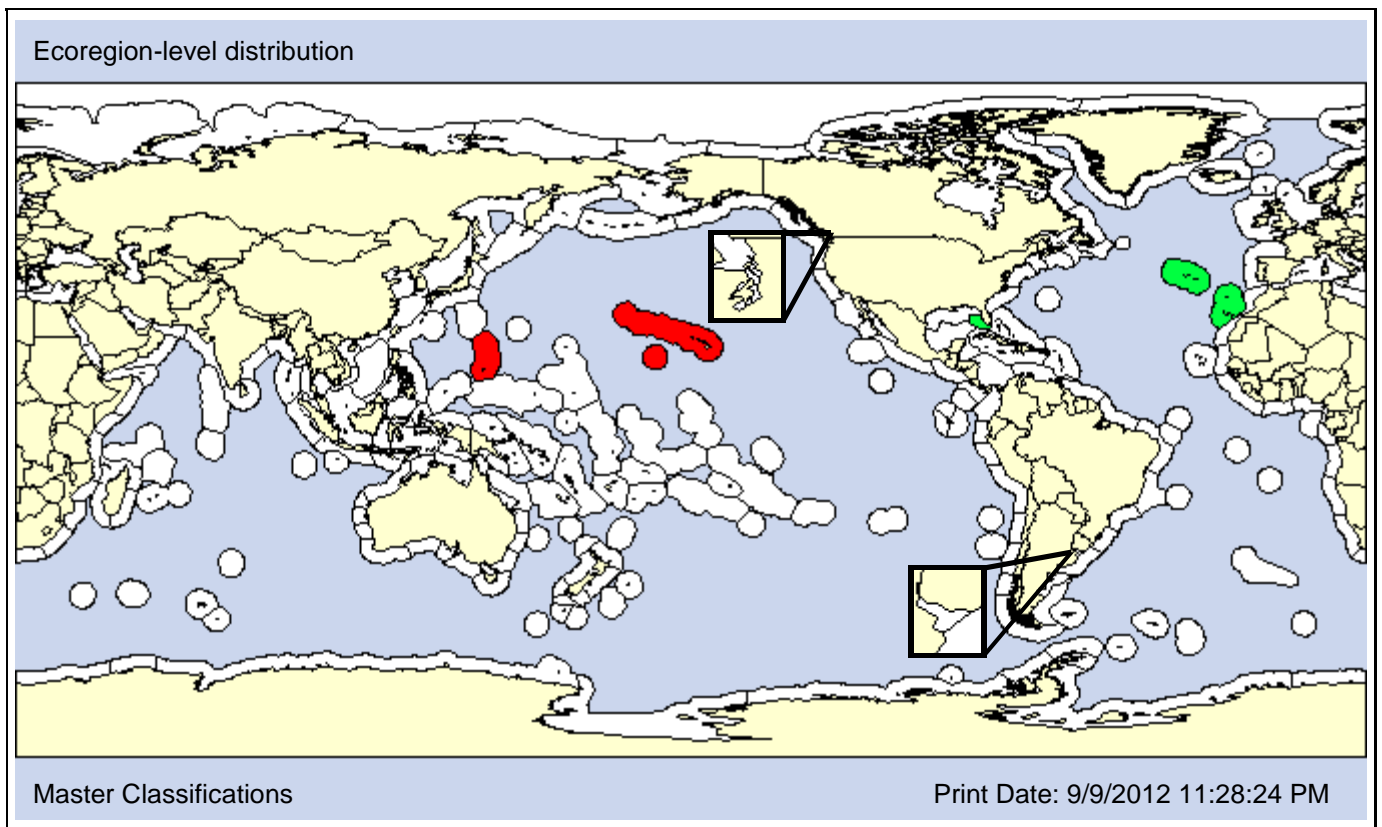 Ecoregion-level distribution
Master Classifications
Print Date: 9/9/2012 11:28:24 PM